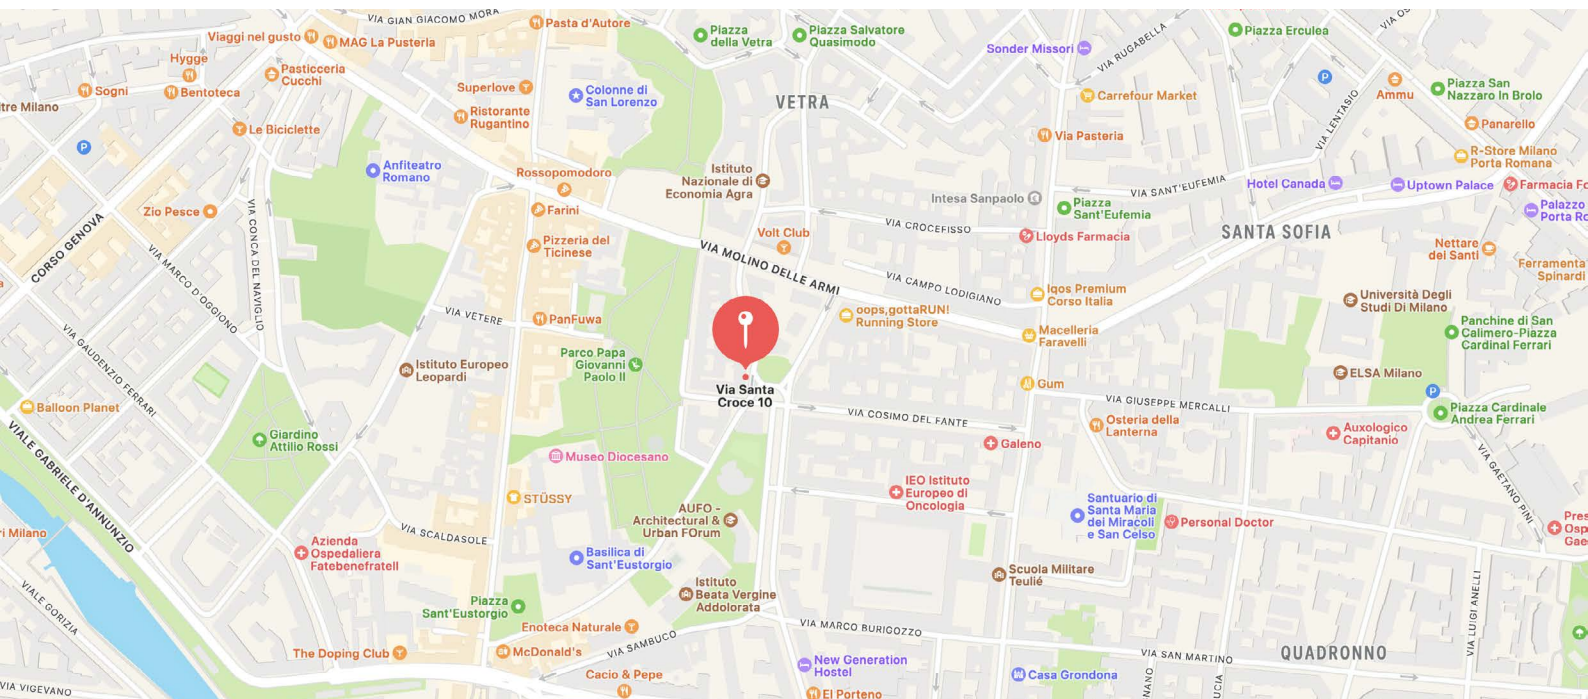 VIA GIAN GIACOMO MORA
Pasta d'Autore
Piazza
della Vetra
Piazza Salvatore
Quasimodo
Piazza Erculea
VIA RUGABELLA
Viaggi nel gusto
MAG La Pusterla
Sonder Missori
Hygge
Pasticceria
Cucchi
Sogni
Bentoteca
Superlove
Colonne di
San Lorenzo
VETRA
Carrefour Market
P
Ammu
Piazza San
Nazzaro In Brolo
tre Milano
Ristorante
Rugantino
Le Biciclette
Via Pasteria
VIA LENTASIO
Panarello
P
Anfiteatro
Romano
Rossopomodoro
Istituto
Nazionale di
Economia Agra
R-Store Milano
Porta Romana
VIA SANT'EUFEMIA
Hotel Canada
Uptown Palace
Farmacia Fo
Intesa Sanpaolo
Piazza
Sant'Eufemia
Palazzo
Porta Ro
Zio Pesce
Farini
CORSO GENOVA
VIA CONCA DEL NAVIGLIO
VIA MARCO D'OGGIONO
Pizzeria del
Ticinese
Volt Club
VIA CROCEFISSO
Lloyds Farmacia
SANTA SOFIA
Nettare
dei Santi
VIA MOLINO DELLE ARMI
VIA CAMPO LODIGIANO
Ferramenta
Spinardi
Iqos Premium
Corso Italia
Università Degli
Studi Di Milano
VIA VETERE
PanFuwa
oops,gottaRUN!
Running Store
Macelleria
Faravelli
Panchine di San
Calimero-Piazza
Cardinal Ferrari
VIA GAUDENZIO FERRARI
Istituto Europeo
Leopardi
Parco Papa
Giovanni
Paolo II
Via Santa
Croce 10
Gum
ELSA Milano
P
Balloon Planet
VIA COSIMO DEL FANTE
VIA GIUSEPPE MERCALLI
Piazza Cardinale
Andrea Ferrari
Osteria della
Lanterna
Auxologico
Capitanio
VIALE GABRIELE D'ANNUNZIO
Giardino
Attilio Rossi
Museo Diocesano
Galeno
VIA GAETANO PINI
STÜSSY
IEO Istituto
Europeo di
Oncologia
Santuario di
Santa Maria
dei Miracoli
e San Celso
Personal Doctor
AUFO -
Architectural &
Urban FOrum
Pres
Osp
Gae
i Milano
Azienda
Ospedaliera
Fatebenefratelli
VIA SCALDASOLE
Basilica di
Sant'Eustorgio
Scuola Militare
Teulié
VIALE GORIZIA
Piazza
Sant'Eustorgio
Istituto
Beata Vergine
Addolorata
VIA LUIGI ANELLI
Enoteca Naturale
VIA SAMBUCO
VIA MARCO BURIGOZZO
The Doping Club
McDonald's
VIA SAN MARTINO
QUADRONNO
Cacio & Pepe
New Generation
Hostel
Casa Grondona
VIA VIGEVANO
El Porteno
NANO
UCIA